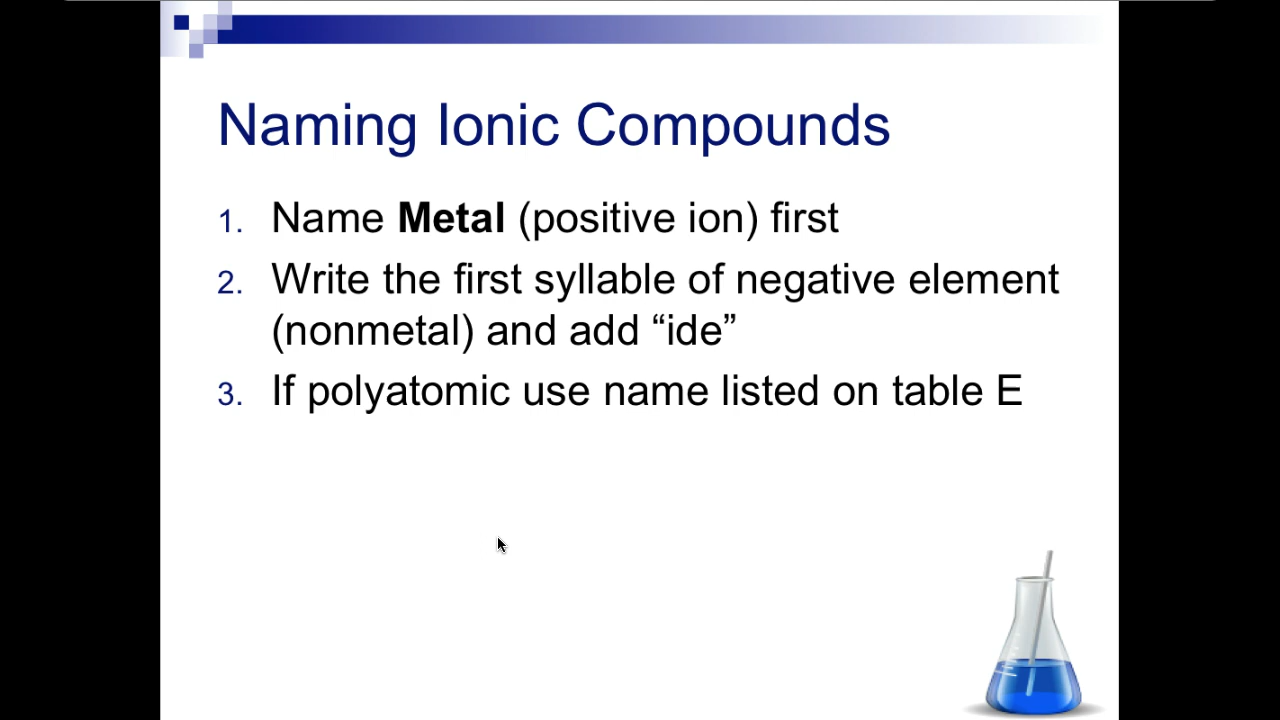 Naming Ionic Compounds
1. Name Metal (positive ion) first
2. Write the first syllable of negative element
(nonmetal) and add “ide”
3. If polyatomic use name listed on table E